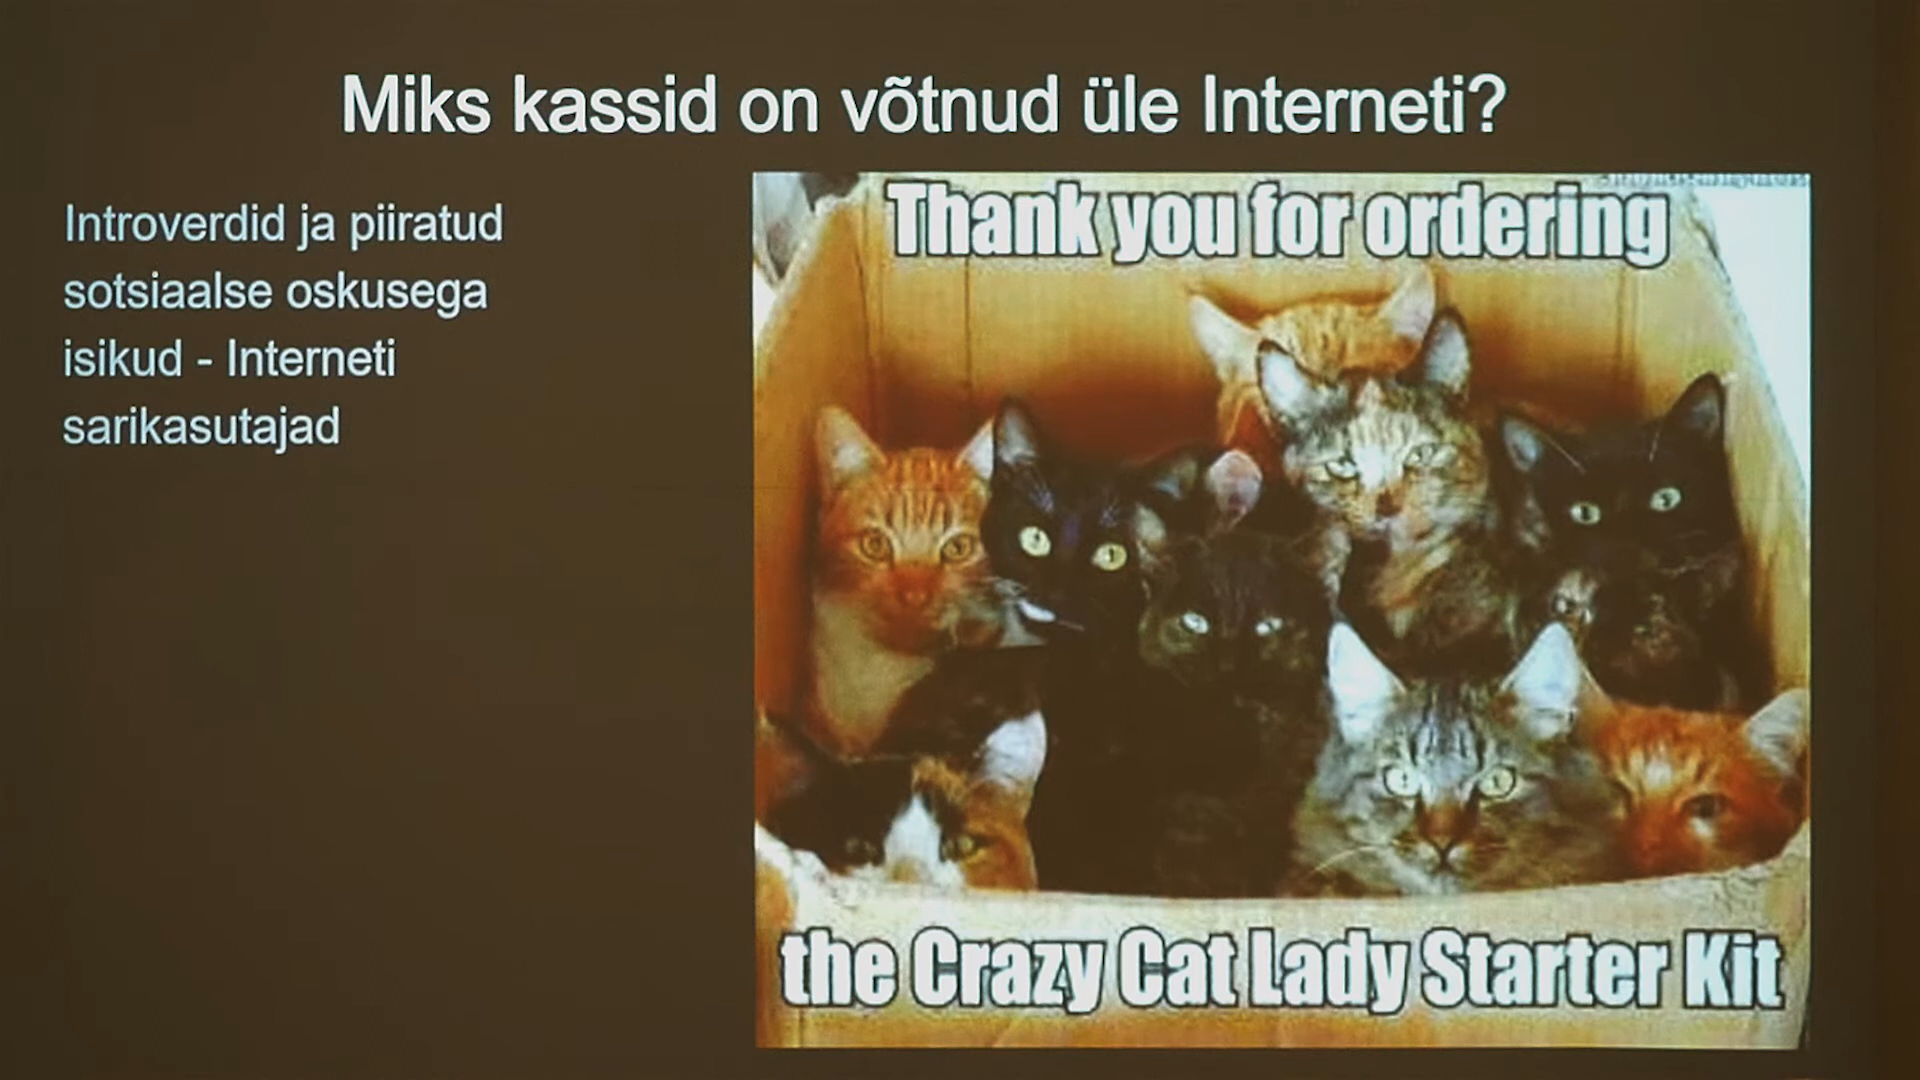 Miks kassid on võtnud üle Interneti?
Introverdid ja piiratud
sotsiaalse oskusega
isikud - Interneti
sarikasutajad
Thank you for ordering
the Crazy Cat Lady Starter Kit